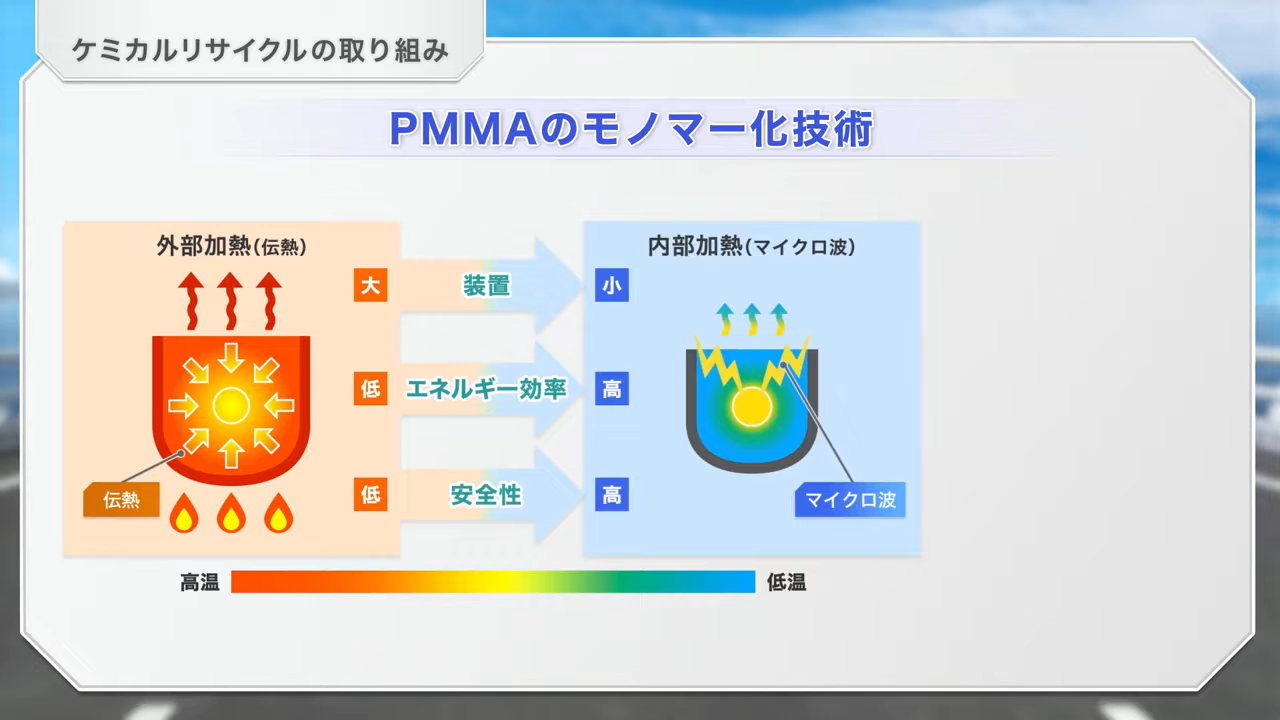 ケミカルリサイクルの取り組み
PMMAのモノマー化技術
外部加熱(伝熱)
内部加熱(マイクロ波)
大
装置
小
低
エネルギー効率
高
低
安全性
高
伝熱
マイクロ波
高温
低温